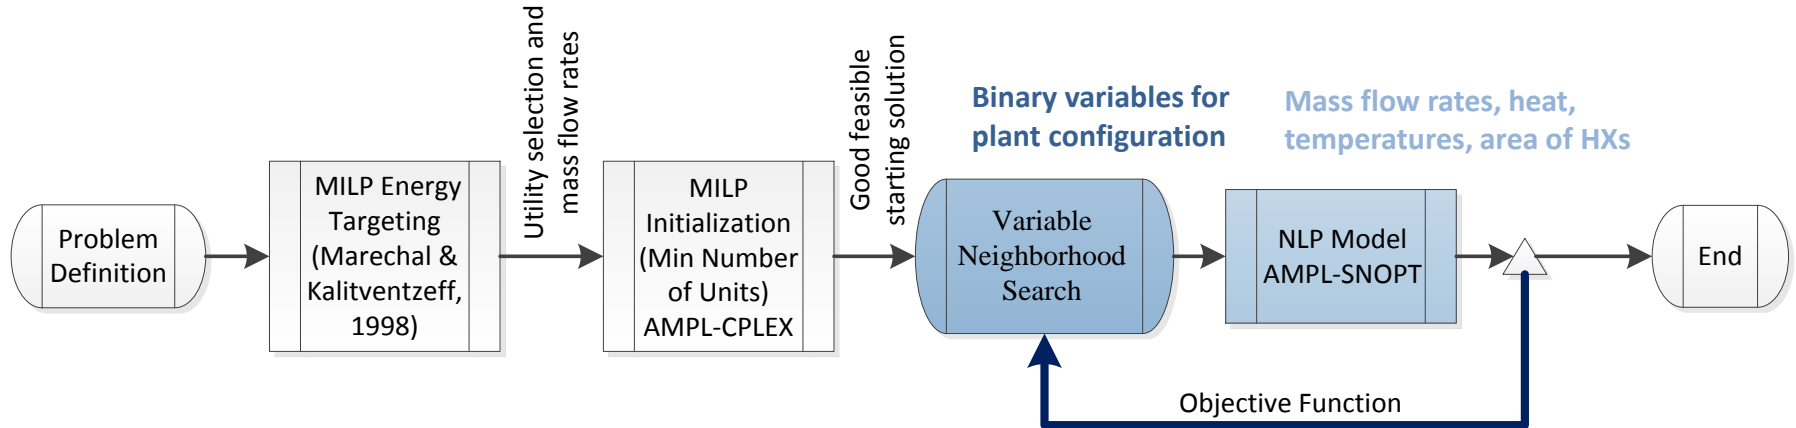 Problem
Definition
MILP Energy
Targeting
(Marechal &
Kalitventzeff,
1998)
Utility selection and
mass flow rates
MILP
Initialization
(Min Number
of Units)
AMPL-CPLEX
Good feasible
starting solution
Binary variables for
plant configuration
Variable
Neighborhood
Search
Mass flow rates, heat,
temperatures, area of HXs
NLP Model
AMPL-SNOPT
End
Objective Function